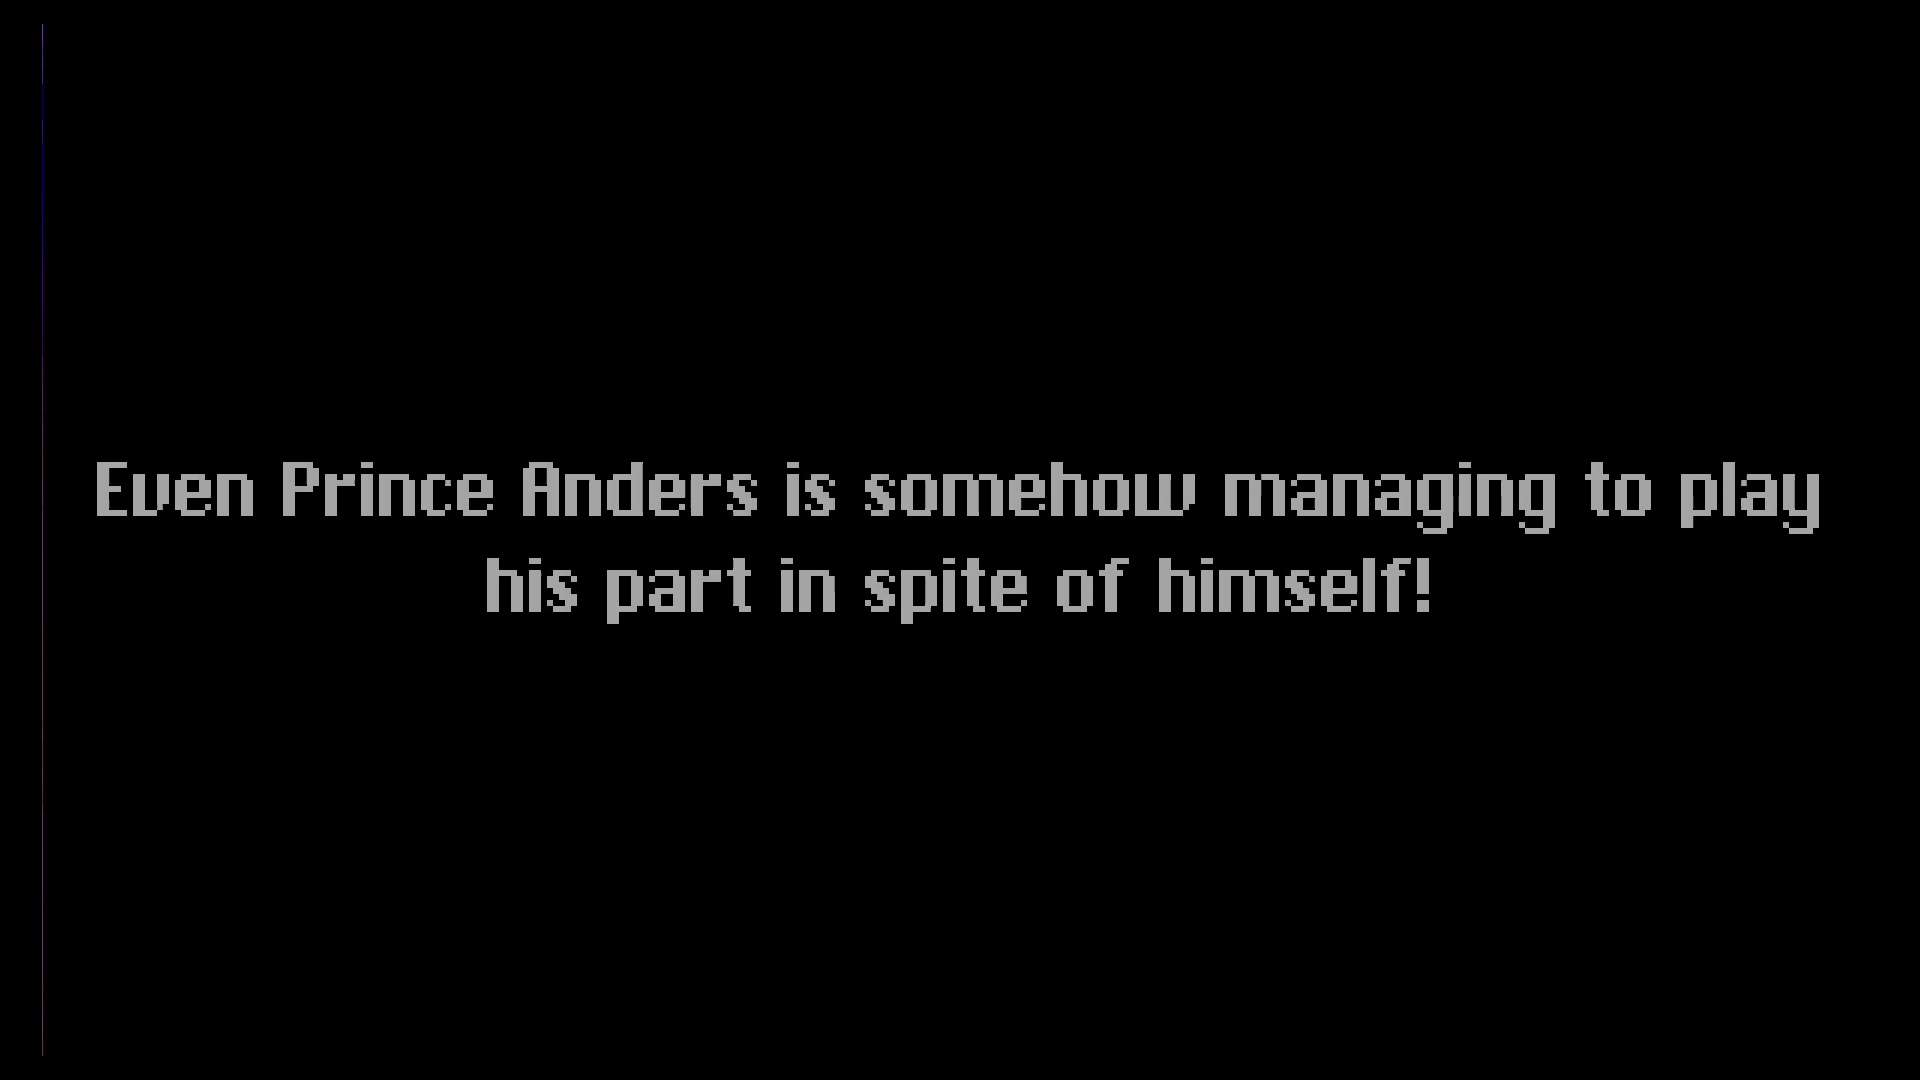 Even Prince Anders is somehow managing to play
his part in spite of himself!